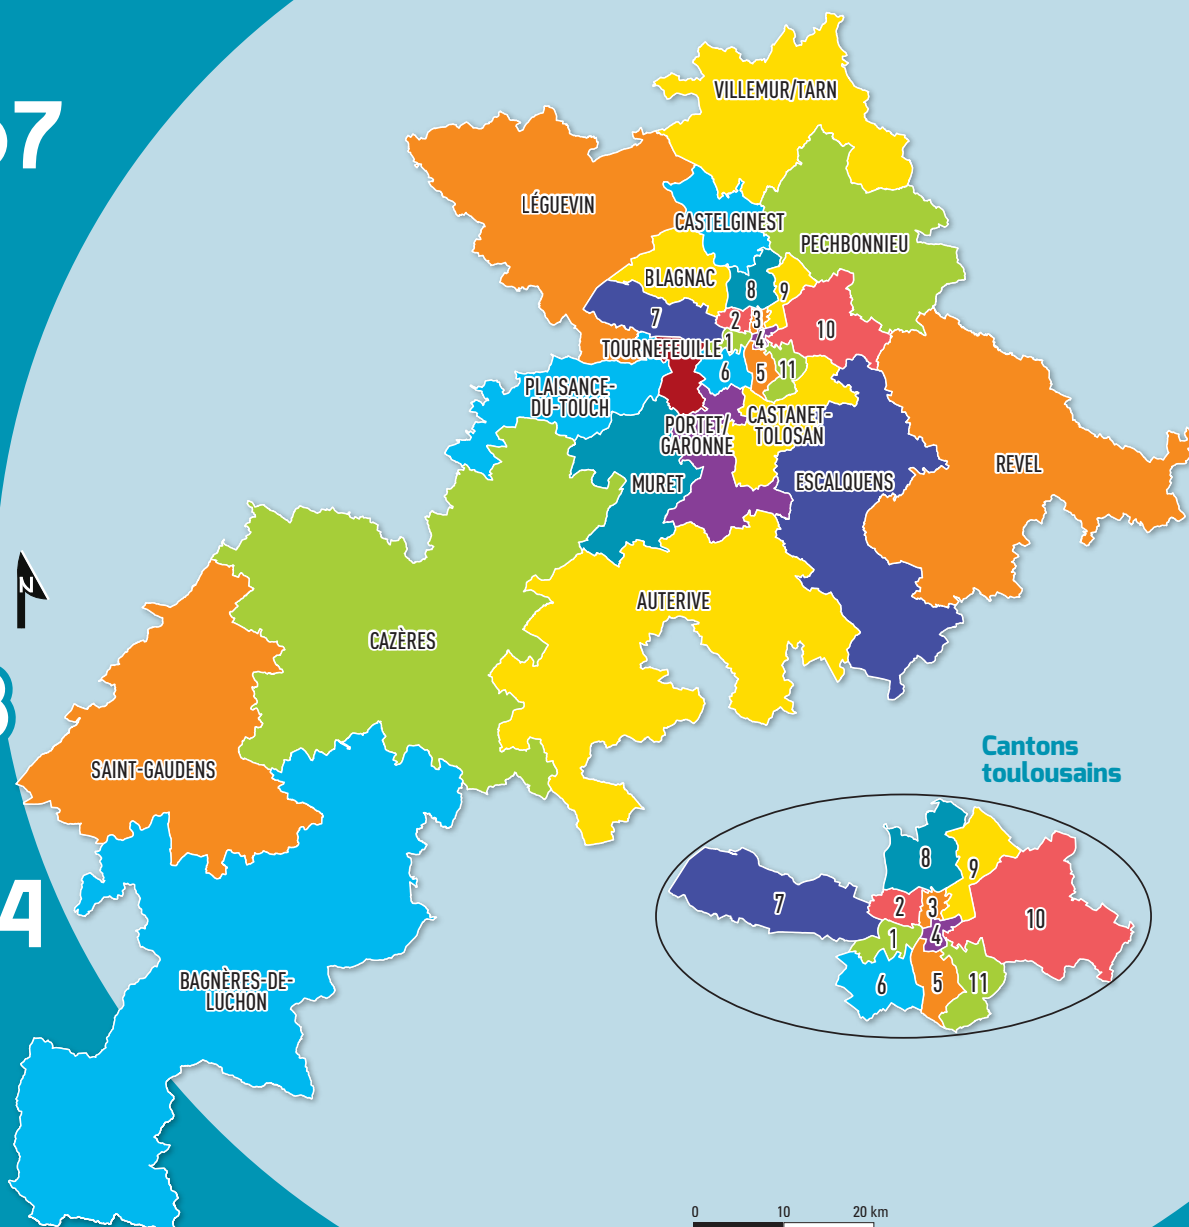 7
VILLEMUR/TARN
LÉGUEVIN
CASTELGINEST
PECHBONNIEU
BLAGNAC
8
9
7
2
3
10
1
4
TOURNEFEUILLE
6
5
11
PLAISANCE-
DU-TOUCH
PORTET/
GARONNE
CASTANET-
TOLOSAN
REVEL
MURET
ESCALQUENS
N
AUTERIVE
CAZÈRES
SAINT-GAUDENS
Cantons
toulousains
8
9
7
2
3
10
1
4
6
5
11
4
BAGNÈRES-DE-
LUCHON
0 10 20 km